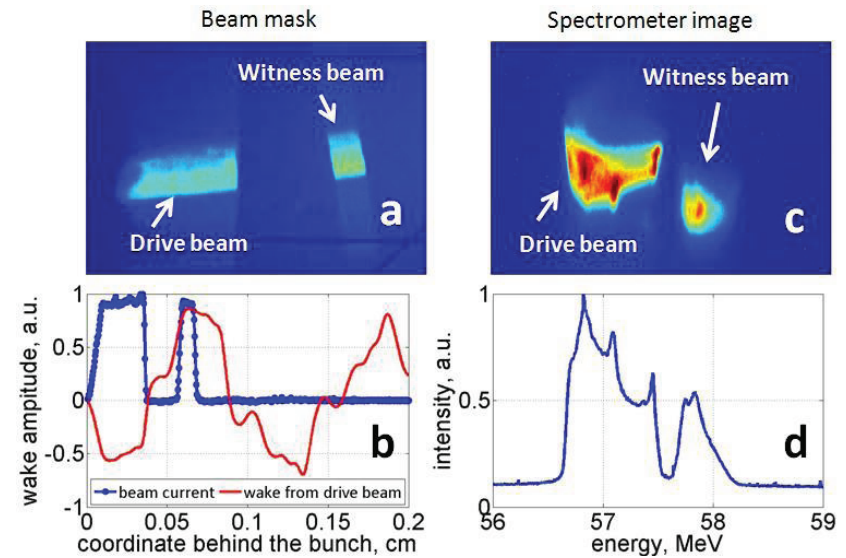 Beam mask
Spectrometer image
Witness beam
Drive beam
a
Witness beam
Drive beam
c
wake ampitude, a.u.
1
0.5
0
-0.5
-1
b
beam current
wake from drive beam
0
0.05
0.1
0.15
0.2
coordinate behind the bunch, cm
intensity, a.u.
1
0.5
0
d
56
57
58
59
energy, MeV